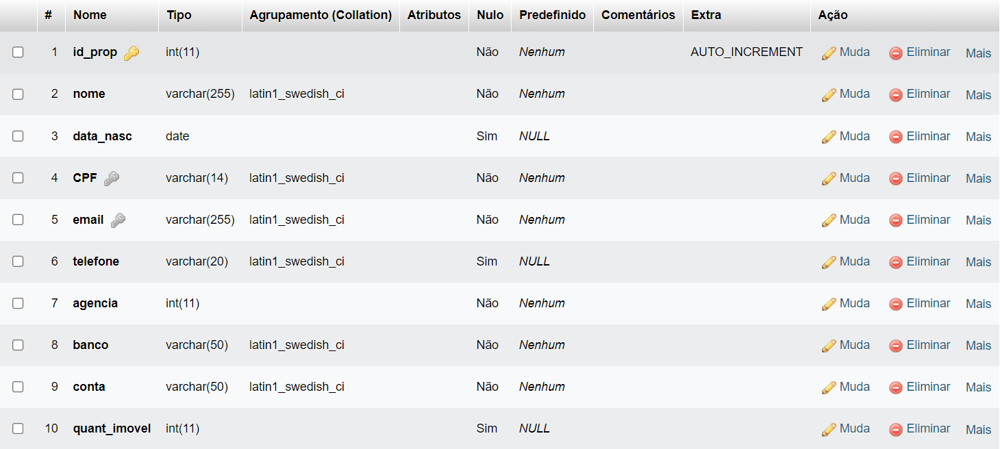 # Nome Tipo Agrupamento (Collation) Atributos Nulo Predefinido Comentários Extra Ação
1 id_prop int(11) Não Nenhum AUTO_INCREMENT Muda Eliminar Mais
2 nome varchar(255) latin1_swedish_ci Não Nenhum Muda Eliminar Mais
3 data_nasc date Sim NULL Muda Eliminar Mais
4 CPF varchar(14) latin1_swedish_ci Não Nenhum Muda Eliminar Mais
5 email varchar(255) latin1_swedish_ci Não Nenhum Muda Eliminar Mais
6 telefone varchar(20) latin1_swedish_ci Sim NULL Muda Eliminar Mais
7 agencia int(11) Não Nenhum Muda Eliminar Mais
8 banco varchar(50) latin1_swedish_ci Não Nenhum Muda Eliminar Mais
9 conta varchar(50) latin1_swedish_ci Não Nenhum Muda Eliminar Mais
10 quant_imovel int(11) Sim NULL Muda Eliminar Mais